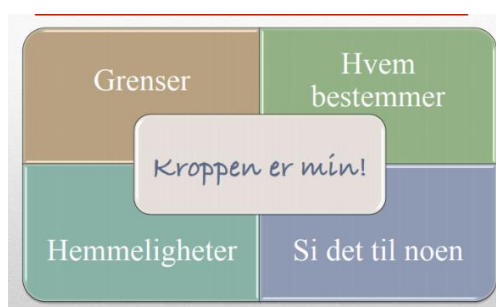 Grenser
Hvem
bestemmer
Kroppen er min!
Hemmeligheter
Si det til noen